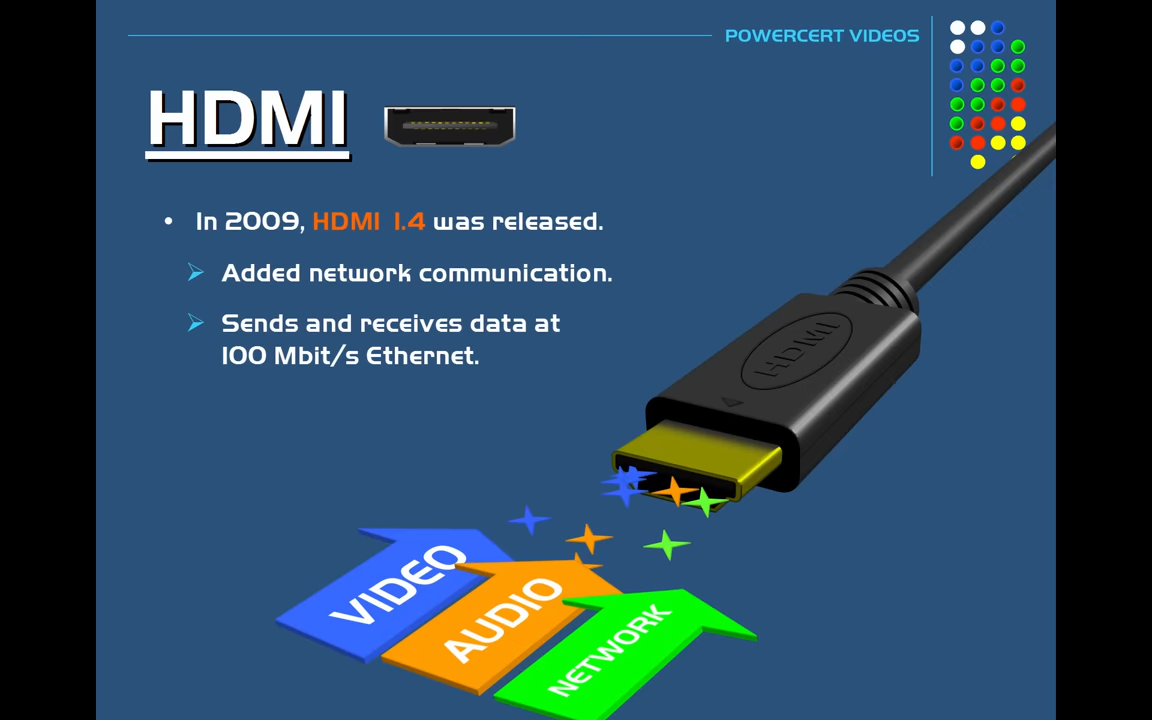 POWERCERT VIDEOS
HDMI
• In 2009, HDMI 1.4 was released.
➢ Added network communication.
➢ Sends and receives data at
100 Mbit/s Ethernet.
HDMI
VIDEO
AUDIO
NETWORK